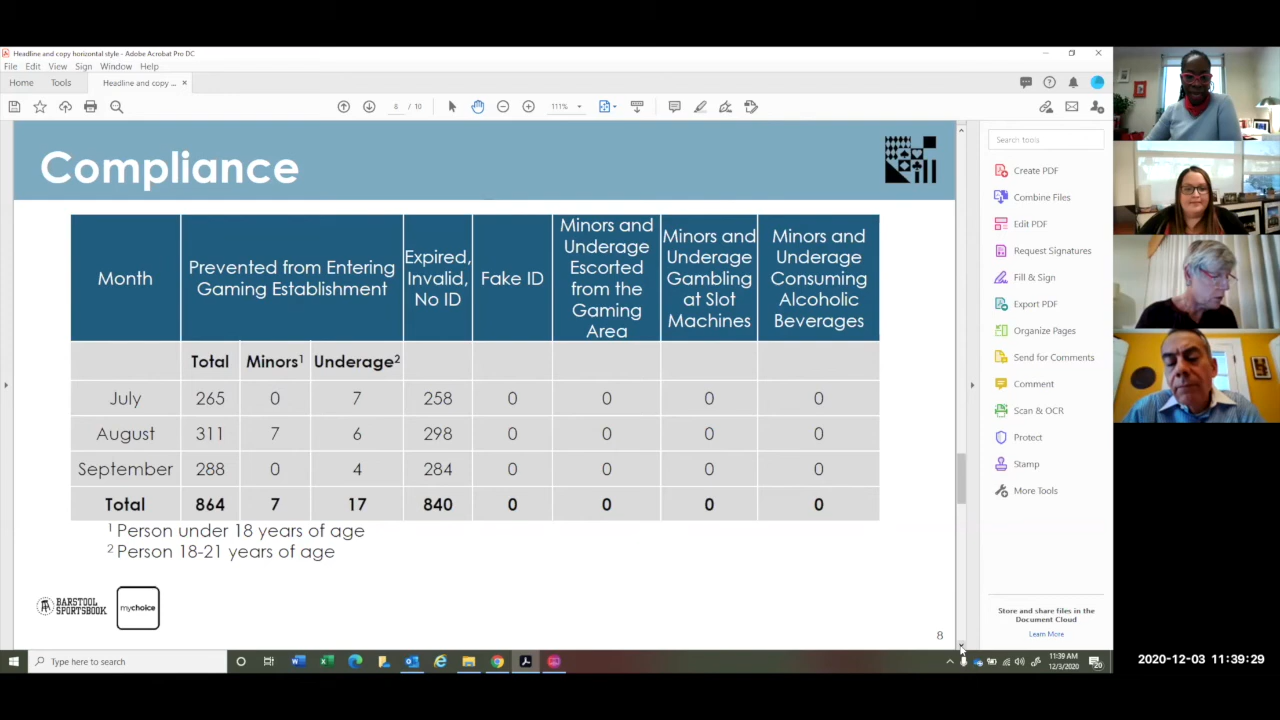 Headline and copy horizontal style - Adobe Acrobat Pro DC
File Edit View Sign Window Help
Home Tools Headline and copy ... ×
8 / 10 111%
Compliance
Month
Prevented from Entering
Gaming Establishment
Expired,
Invalid,
No ID
Fake ID
Minors and
Underage
Escorted
from the
Gaming
Area
Minors and
Underage
Gambling
at Slot
Machines
Minors and
Underage
Consuming
Alcoholic
Beverages
Total Minors1 Underage2
July 265 0 7 258 0 0 0 0
August 311 7 6 298 0 0 0 0
September 288 0 4 284 0 0 0 0
Total 864 7 17 840 0 0 0 0
1 Person under 18 years of age
2 Person 18-21 years of age
BARSTOOL
SPORTSBOOK
mychoice
8
Search tools
Create PDF
Combine Files
Edit PDF
Request Signatures
Fill & Sign
Export PDF
Organize Pages
Send for Comments
Comment
Scan & OCR
Protect
Stamp
More Tools
Store and share files in the
Document Cloud
Learn More
Type here to search
11:39 AM
12/3/2020
20
2020-12-03 11:39:29